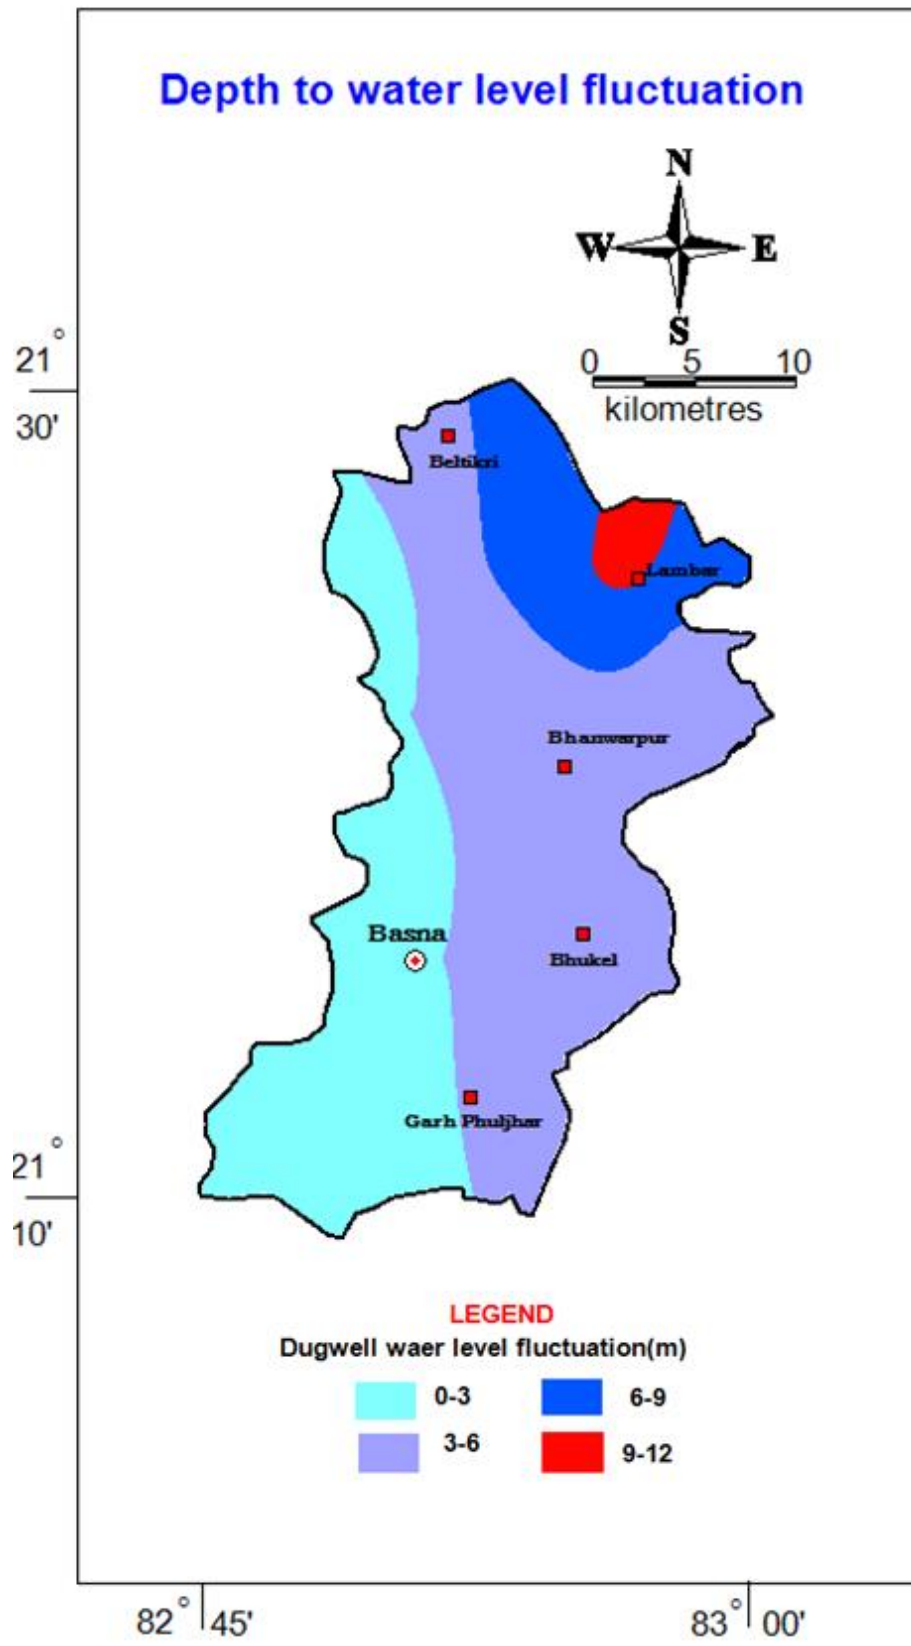 Depth to water level fluctuation
N
W E
S
0 5 10
kilometres
21°
30'
Beltikri
Lambar
Bhanwarpur
Basna
Bhukel
Garh Phuljhar
21°
10'
LEGEND
Dugwell waer level fluctuation(m)
0-3 6-9
3-6 9-12
82° 45' 83° 00'